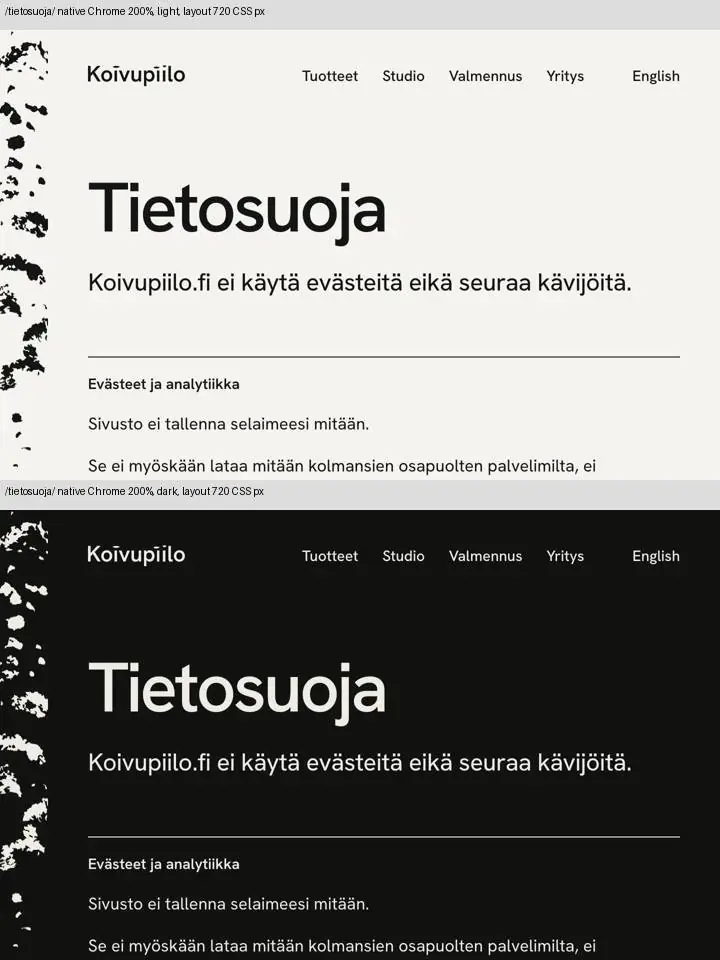 /tietosuoja/ native Chrome 200%, light, layout 720 CSS px
Koīvupīilo
Tuotteet Studio Valmennus Yritys English
Tietosuoja
Koivupiilo.fi ei käytä evästeitä eikä seuraa kävijöitä.
Evästeet ja analytiikka
Sivusto ei tallenna selaimeesi mitään.
Se ei myöskään lataa mitään kolmansien osapuolten palvelimilta, ei
/tietosuoja/ native Chrome 200%, dark, layout 720 CSS px
Koīvupīilo
Tuotteet Studio Valmennus Yritys English
Tietosuoja
Koivupiilo.fi ei käytä evästeitä eikä seuraa kävijöitä.
Evästeet ja analytiikka
Sivusto ei tallenna selaimeesi mitään.
Se ei myöskään lataa mitään kolmansien osapuolten palvelimilta, ei